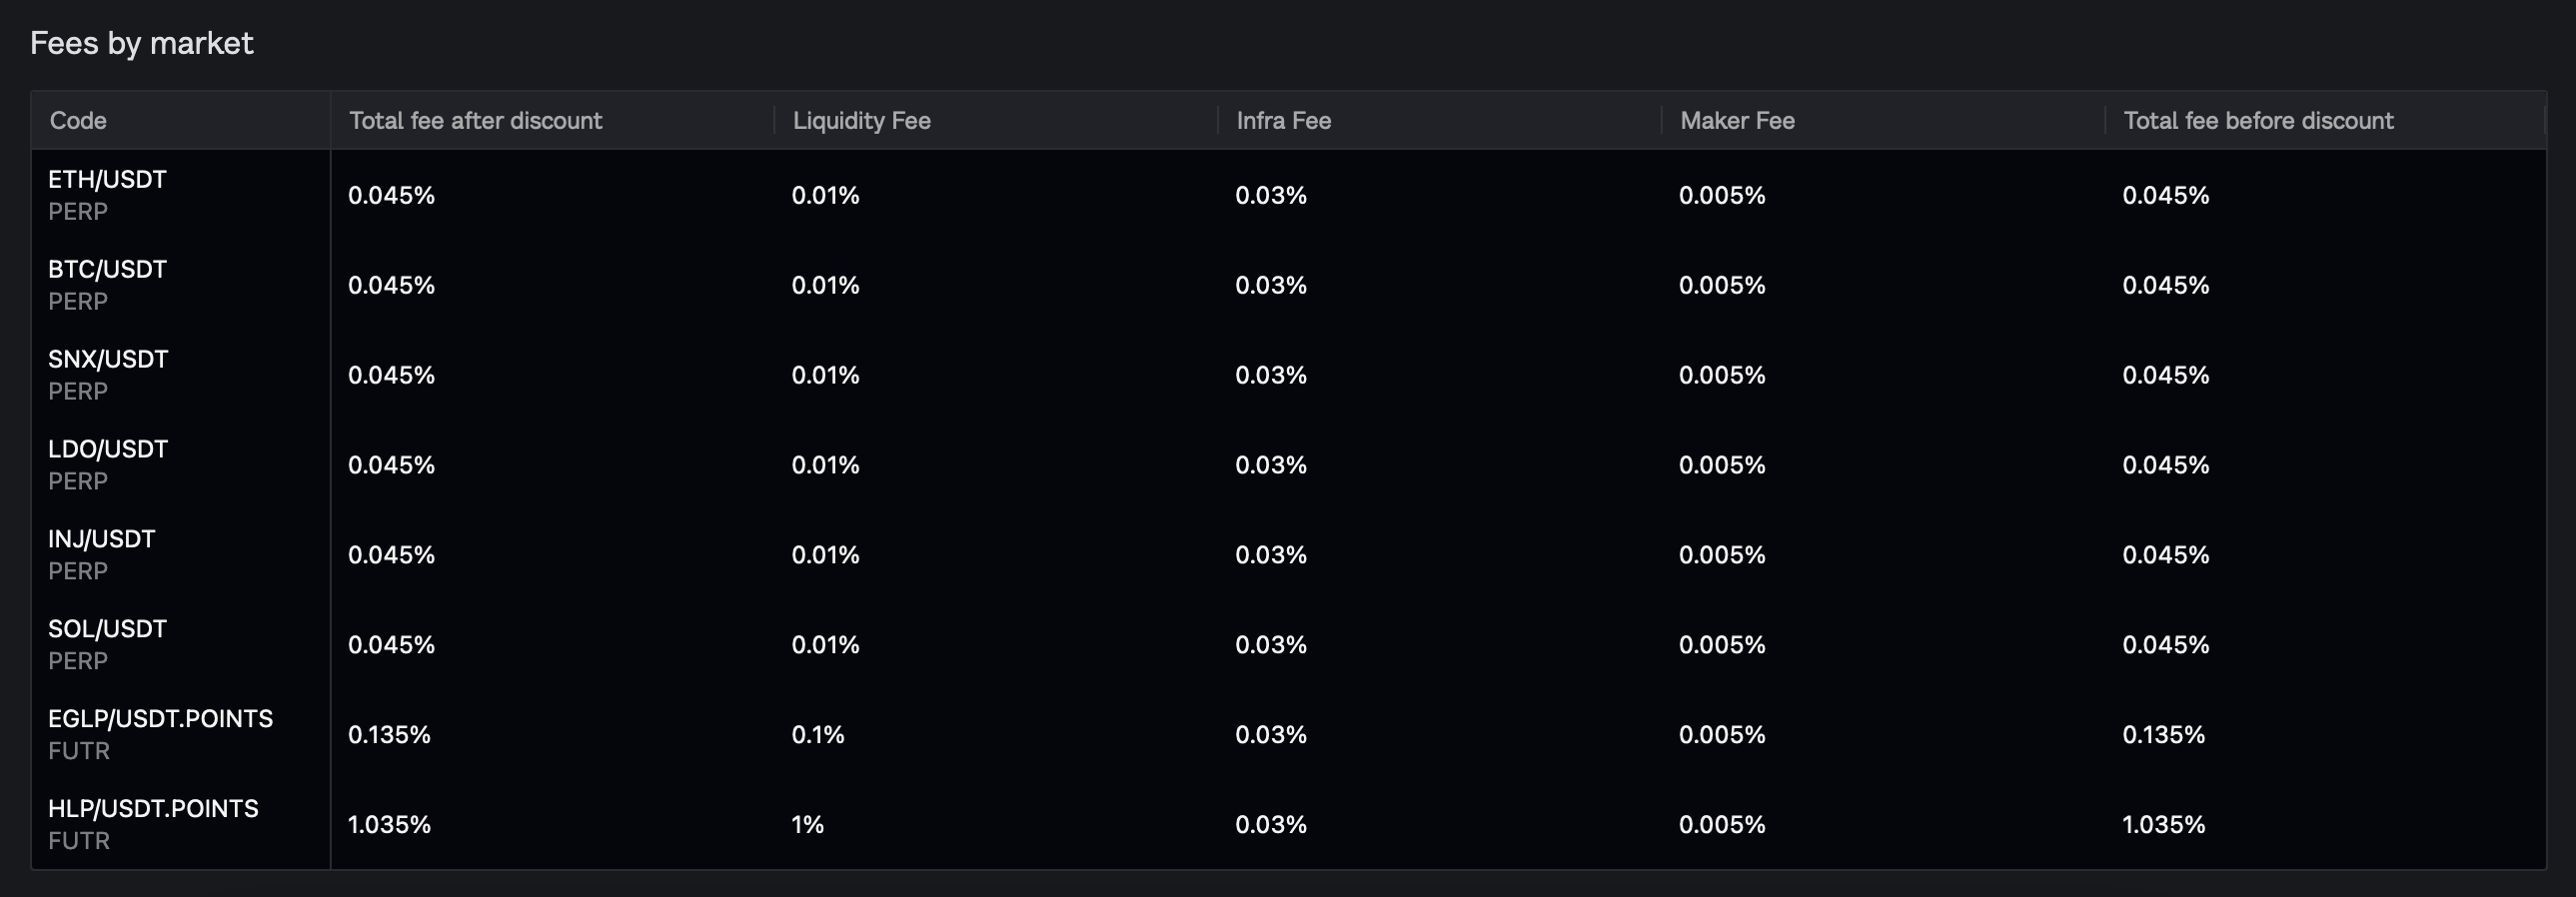 Fees by market
Code Total fee after discount Liquidity Fee Infra Fee Maker Fee Total fee before discount
ETH/USDT
PERP
0.045% 0.01% 0.03% 0.005% 0.045%
BTC/USDT
PERP
0.045% 0.01% 0.03% 0.005% 0.045%
SNX/USDT
PERP
0.045% 0.01% 0.03% 0.005% 0.045%
LDO/USDT
PERP
0.045% 0.01% 0.03% 0.005% 0.045%
INJ/USDT
PERP
0.045% 0.01% 0.03% 0.005% 0.045%
SOL/USDT
PERP
0.045% 0.01% 0.03% 0.005% 0.045%
EGLP/USDT.POINTS
FUTR
0.135% 0.1% 0.03% 0.005% 0.135%
HLP/USDT.POINTS
FUTR
1.035% 1% 0.03% 0.005% 1.035%